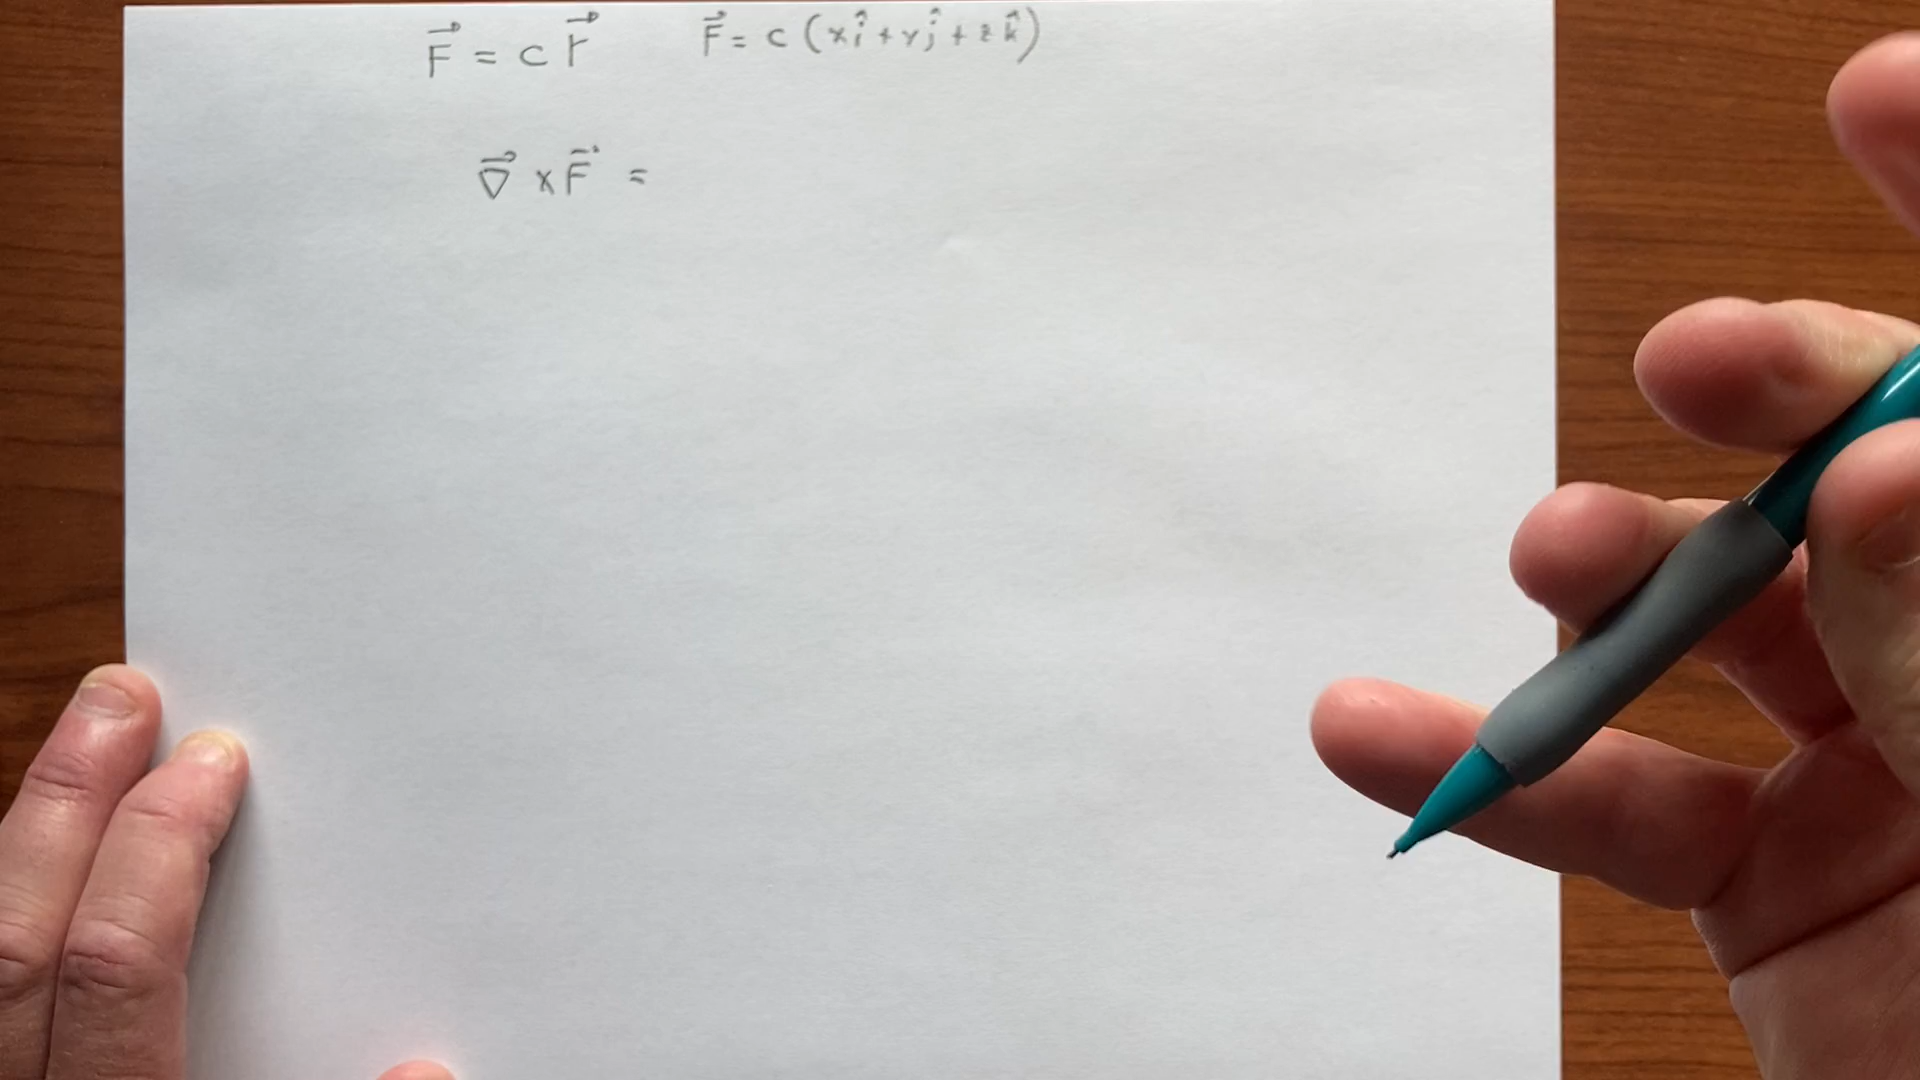 F⃗ = c r⃗   F⃗ = c (xî + yĵ + zk̂)
∇⃗ × F⃗ =